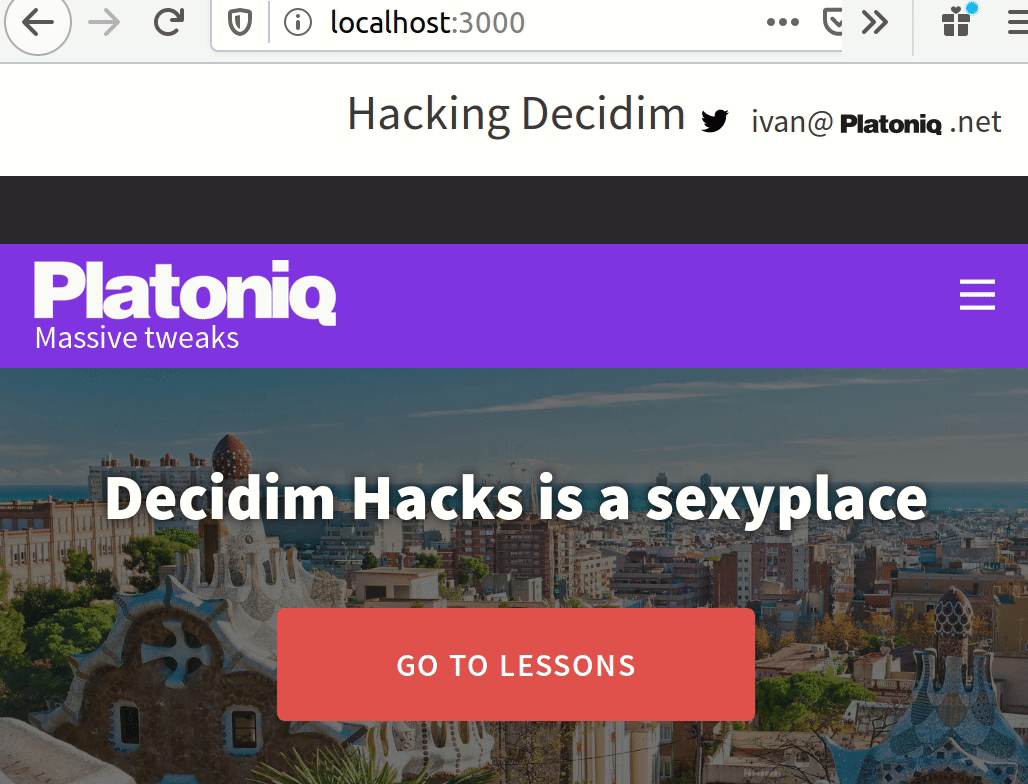 localhost:3000
Hacking Decidim ivan@Platoniq.net
Platoniq
Massive tweaks
Decidim Hacks is a sexyplace
GO TO LESSONS